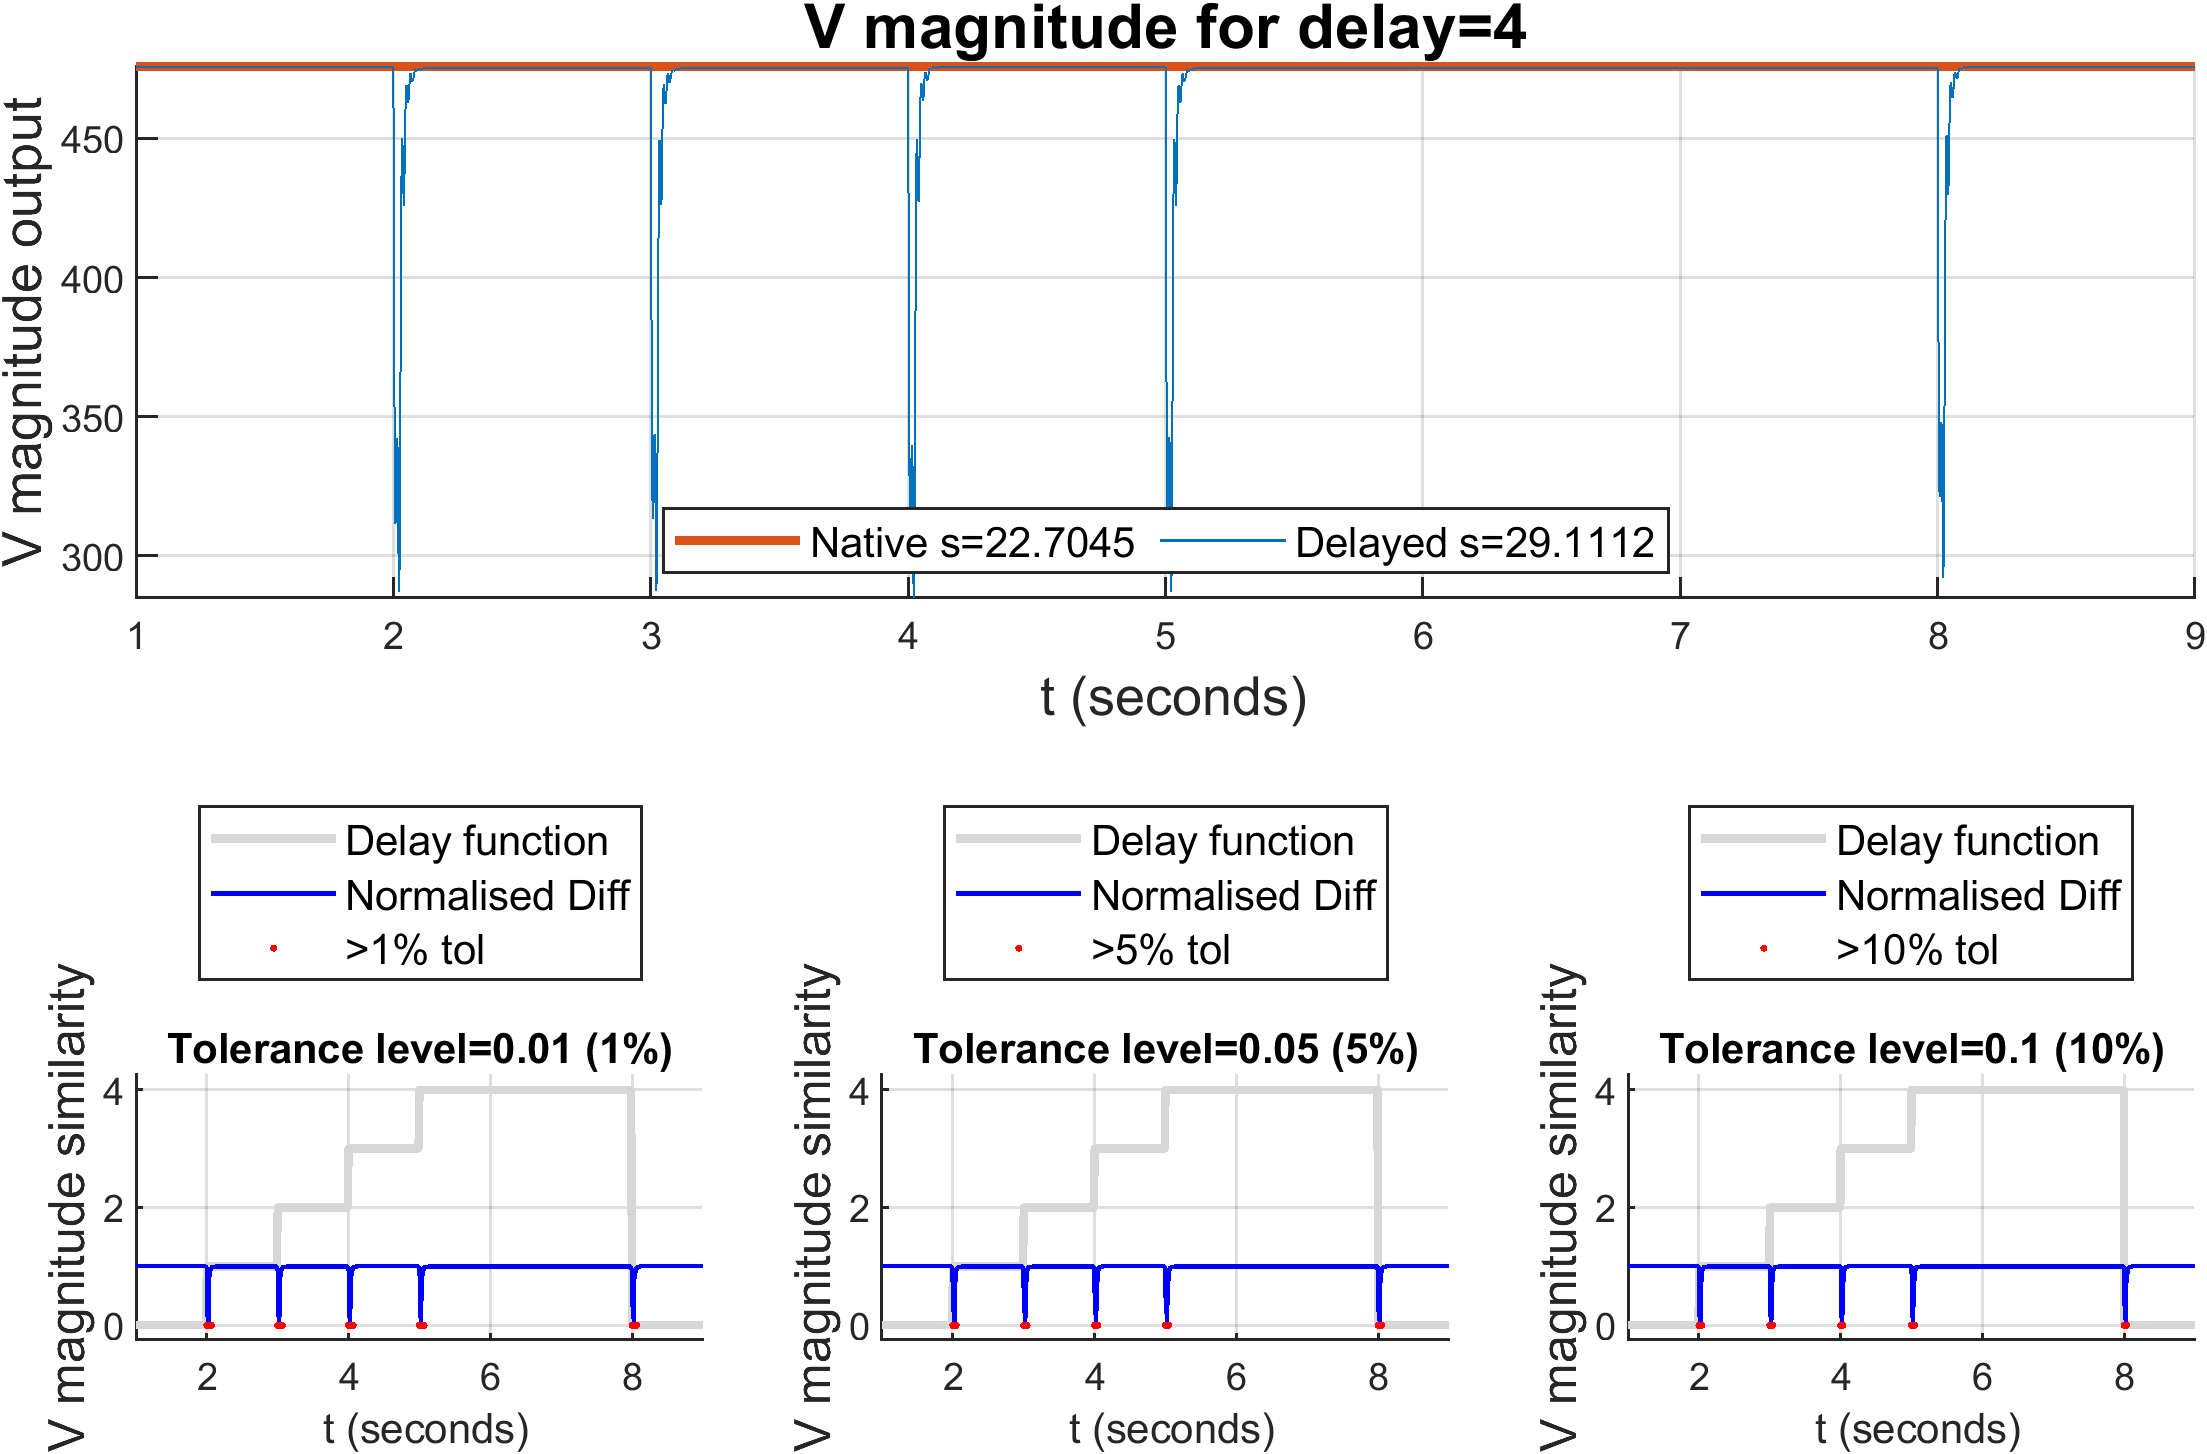 V magnitude for delay=4
V magnitude output
450
400
350
300
Native s=22.7045
Delayed s=29.1112
1 2 3 4 5 6 7 8 9
t (seconds)
Delay function
Normalised Diff
>1% tol
Tolerance level=0.01 (1%)
V magnitude similarity
4
2
0
2 4 6 8
t (seconds)
Delay function
Normalised Diff
>5% tol
Tolerance level=0.05 (5%)
V magnitude similarity
4
2
0
2 4 6 8
t (seconds)
Delay function
Normalised Diff
>10% tol
Tolerance level=0.1 (10%)
V magnitude similarity
4
2
0
2 4 6 8
t (seconds)